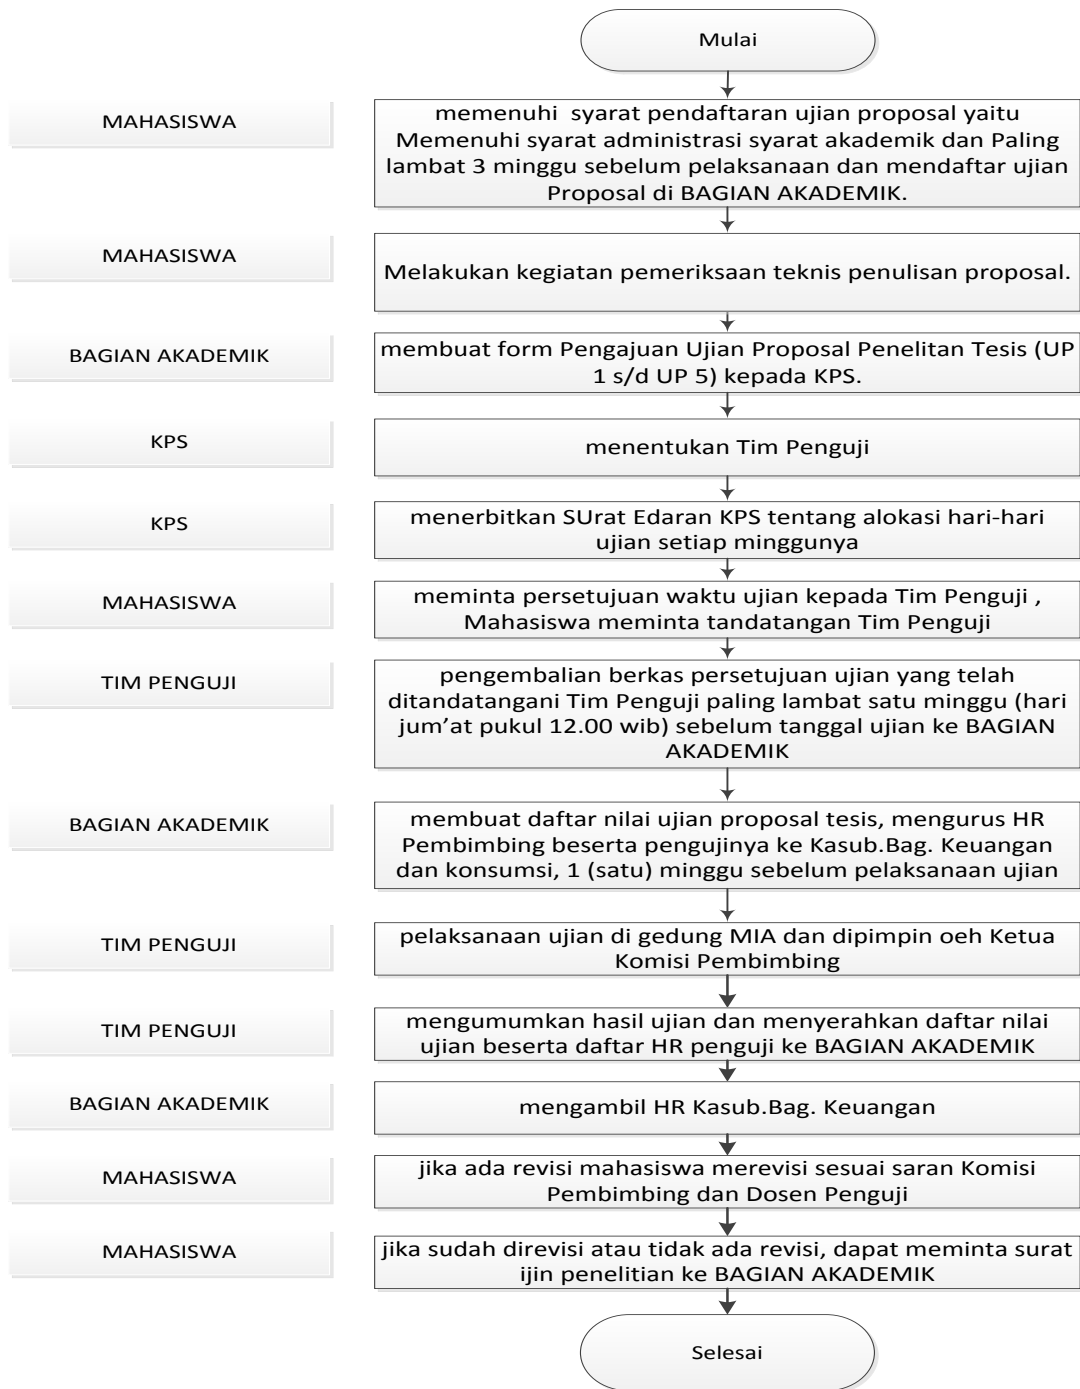 Mulai
MAHASISWA
memenuhi syarat pendaftaran ujian proposal yaitu
Memenuhi syarat administrasi syarat akademik dan Paling
lambat 3 minggu sebelum pelaksanaan dan mendaftar ujian
Proposal di BAGIAN AKADEMIK.
MAHASISWA
Melakukan kegiatan pemeriksaan teknis penulisan proposal.
BAGIAN AKADEMIK
membuat form Pengajuan Ujian Proposal Penelitan Tesis (UP
1 s/d UP 5) kepada KPS.
KPS
menentukan Tim Penguji
KPS
menerbitkan SUrat Edaran KPS tentang alokasi hari-hari
ujian setiap minggunya
MAHASISWA
meminta persetujuan waktu ujian kepada Tim Penguji ,
Mahasiswa meminta tandatangan Tim Penguji
TIM PENGUJI
pengembalian berkas persetujuan ujian yang telah
ditandatangani Tim Penguji paling lambat satu minggu (hari
jum’at pukul 12.00 wib) sebelum tanggal ujian ke BAGIAN
AKADEMIK
BAGIAN AKADEMIK
membuat daftar nilai ujian proposal tesis, mengurus HR
Pembimbing beserta pengujinya ke Kasub.Bag. Keuangan
dan konsumsi, 1 (satu) minggu sebelum pelaksanaan ujian
TIM PENGUJI
pelaksanaan ujian di gedung MIA dan dipimpin oeh Ketua
Komisi Pembimbing
TIM PENGUJI
mengumumkan hasil ujian dan menyerahkan daftar nilai
ujian beserta daftar HR penguji ke BAGIAN AKADEMIK
BAGIAN AKADEMIK
mengambil HR Kasub.Bag. Keuangan
MAHASISWA
jika ada revisi mahasiswa merevisi sesuai saran Komisi
Pembimbing dan Dosen Penguji
MAHASISWA
jika sudah direvisi atau tidak ada revisi, dapat meminta surat
ijin penelitian ke BAGIAN AKADEMIK
Selesai